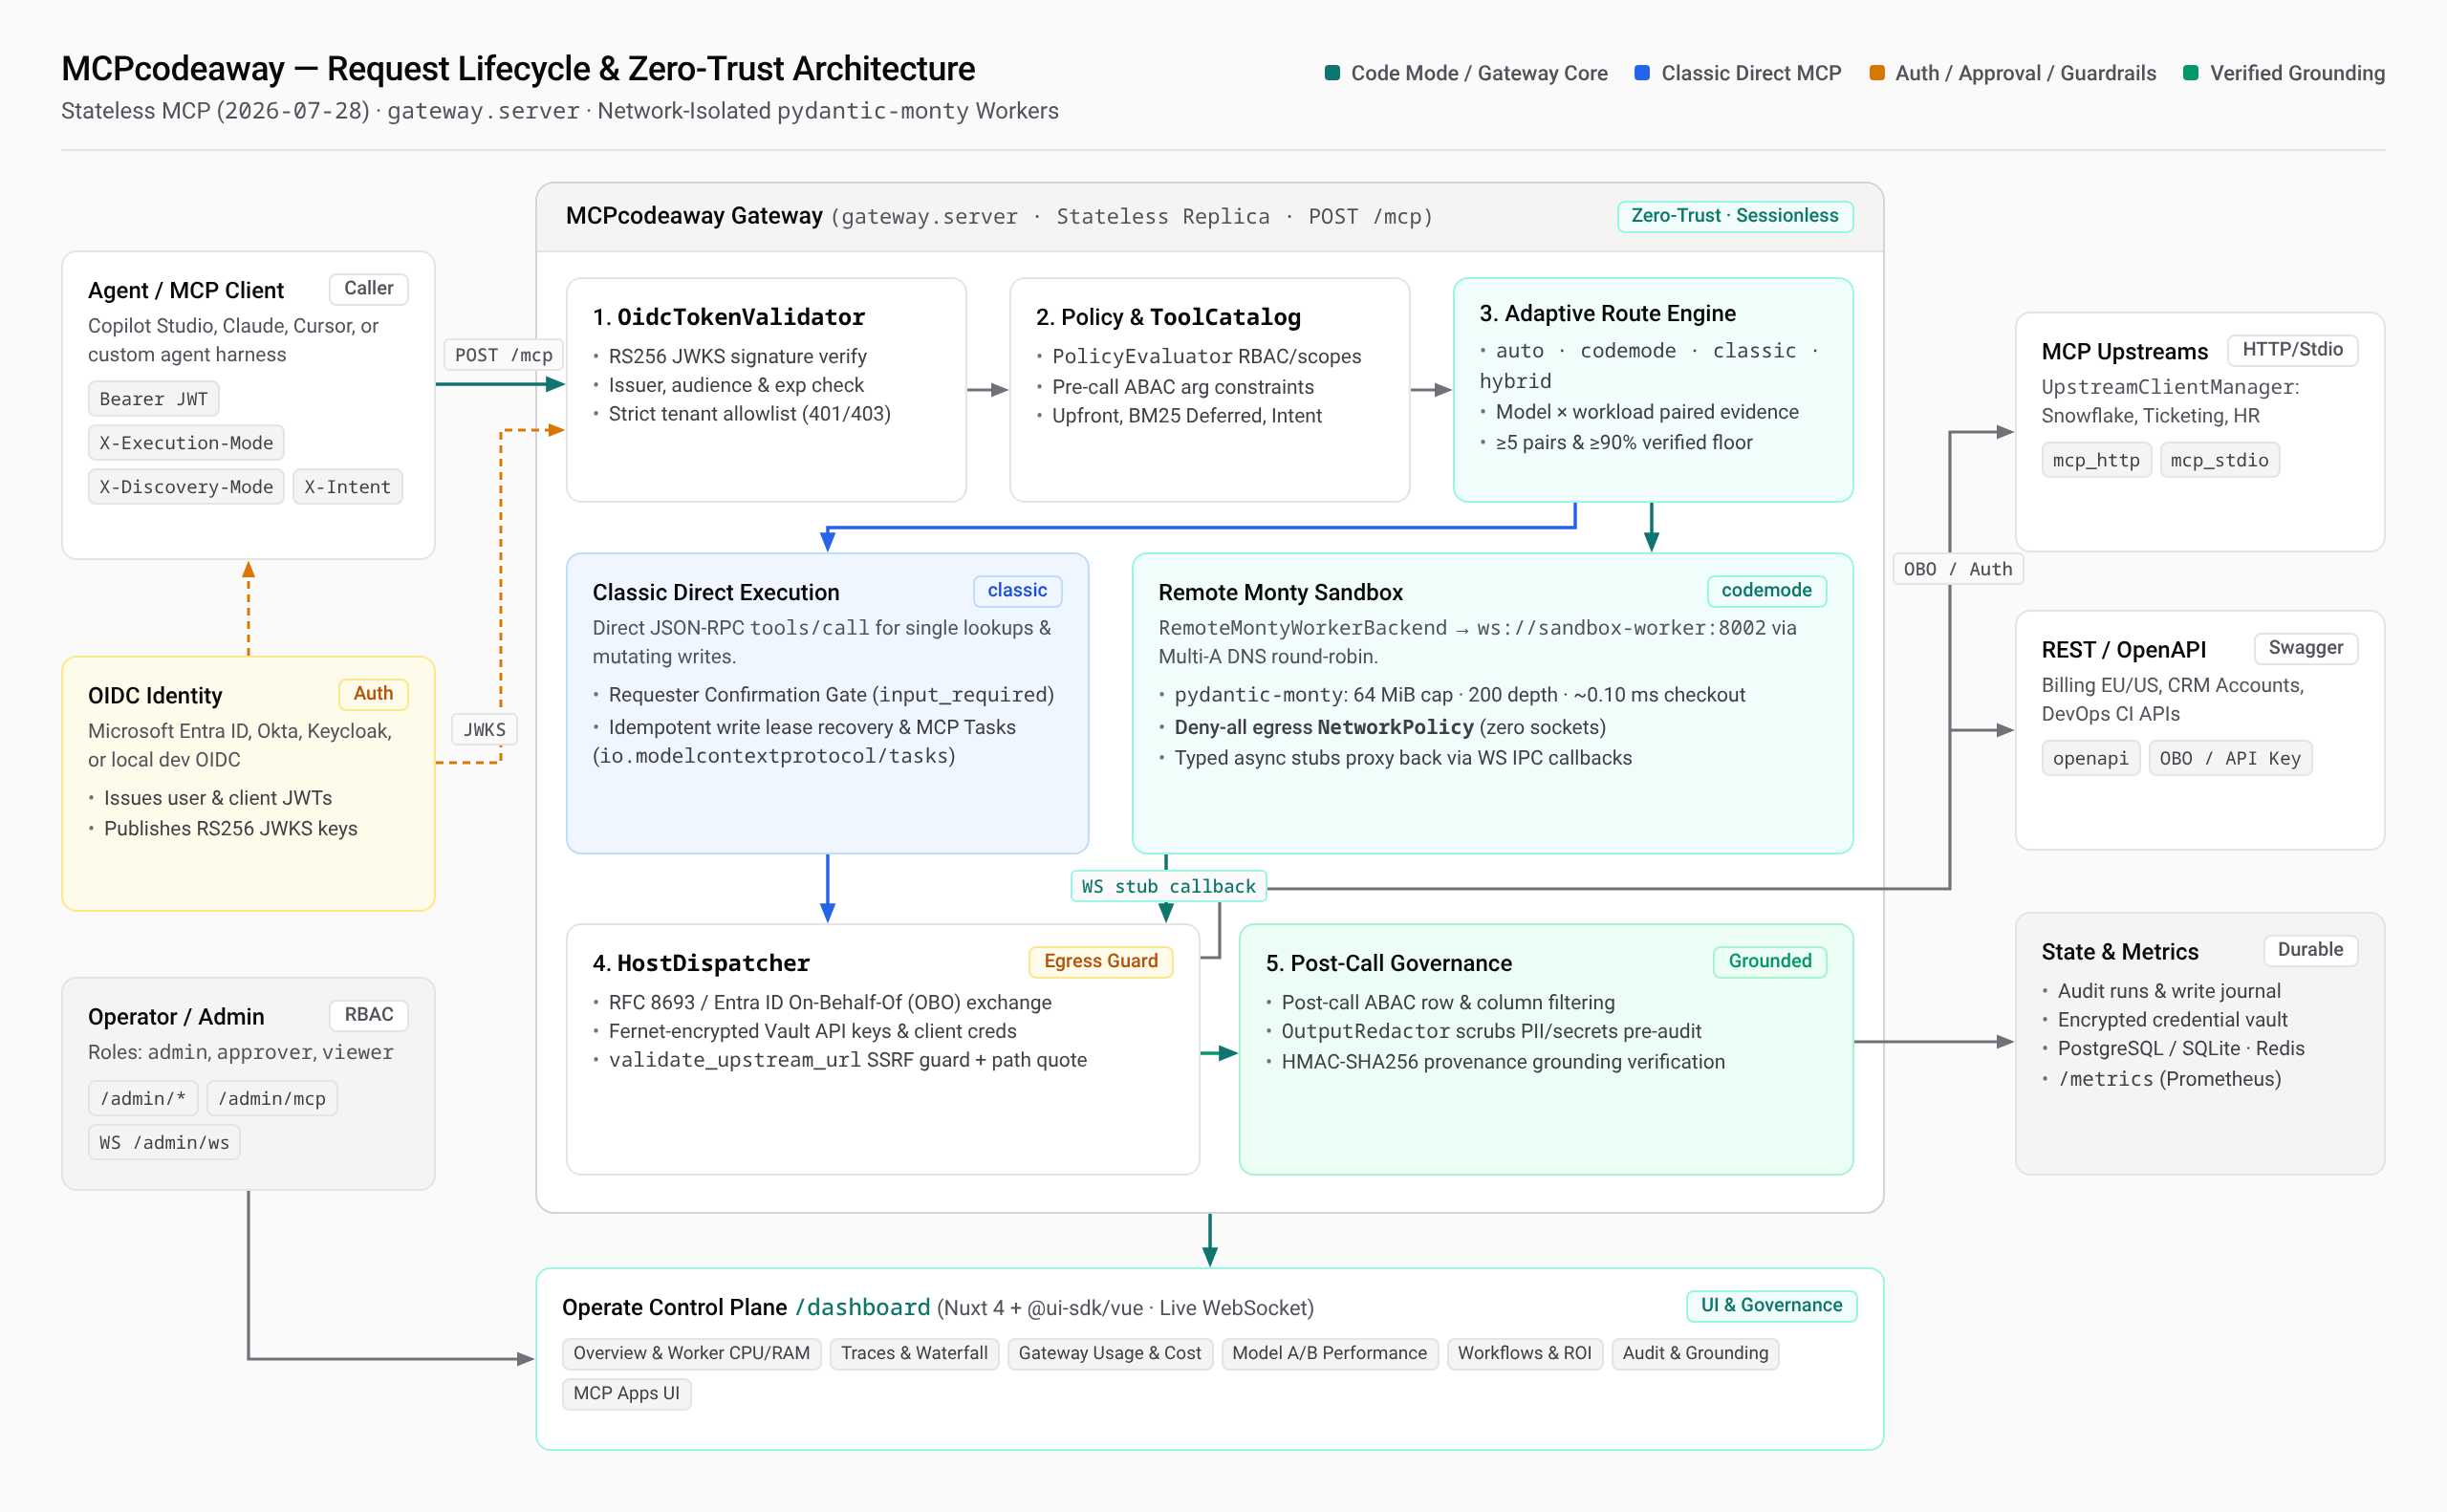 MCPcodeaway — Request Lifecycle & Zero-Trust Architecture
Stateless MCP (2026-07-28) · gateway.server · Network-Isolated pydantic-monty Workers
Code Mode / Gateway Core
Classic Direct MCP
Auth / Approval / Guardrails
Verified Grounding
MCPcodeaway Gateway (gateway.server · Stateless Replica · POST /mcp)
Zero-Trust · Sessionless
Agent / MCP Client
Caller
Copilot Studio, Claude, Cursor, or
custom agent harness
Bearer JWT
X-Execution-Mode
X-Discovery-Mode
X-Intent
POST /mcp
1. OidcTokenValidator
• RS256 JWKS signature verify
• Issuer, audience & exp check
• Strict tenant allowlist (401/403)
2. Policy & ToolCatalog
• PolicyEvaluator RBAC/scopes
• Pre-call ABAC arg constraints
• Upfront, BM25 Deferred, Intent
3. Adaptive Route Engine
• auto · codemode · classic ·
hybrid
• Model × workload paired evidence
• ≥5 pairs & ≥90% verified floor
MCP Upstreams
HTTP/Stdio
UpstreamClientManager:
Snowflake, Ticketing, HR
mcp_http
mcp_stdio
OBO / Auth
OIDC Identity
Auth
Microsoft Entra ID, Okta, Keycloak,
or local dev OIDC
• Issues user & client JWTs
• Publishes RS256 JWKS keys
JWKS
Classic Direct Execution
classic
Direct JSON-RPC tools/call for single lookups &
mutating writes.
• Requester Confirmation Gate (input_required)
• Idempotent write lease recovery & MCP Tasks
(io.modelcontextprotocol/tasks)
Remote Monty Sandbox
codemode
RemoteMontyWorkerBackend → ws://sandbox-worker:8002 via
Multi-A DNS round-robin.
• pydantic-monty: 64 MiB cap · 200 depth · ~0.10 ms checkout
• Deny-all egress NetworkPolicy (zero sockets)
• Typed async stubs proxy back via WS IPC callbacks
REST / OpenAPI
Swagger
Billing EU/US, CRM Accounts,
DevOps CI APIs
openapi
OBO / API Key
WS stub callback
4. HostDispatcher
Egress Guard
• RFC 8693 / Entra ID On-Behalf-Of (OBO) exchange
• Fernet-encrypted Vault API keys & client creds
• validate_upstream_url SSRF guard + path quote
5. Post-Call Governance
Grounded
• Post-call ABAC row & column filtering
• OutputRedactor scrubs PII/secrets pre-audit
• HMAC-SHA256 provenance grounding verification
State & Metrics
Durable
• Audit runs & write journal
• Encrypted credential vault
• PostgreSQL / SQLite · Redis
• /metrics (Prometheus)
Operator / Admin
RBAC
Roles: admin, approver, viewer
/admin/*
/admin/mcp
WS /admin/ws
Operate Control Plane /dashboard (Nuxt 4 + @ui-sdk/vue · Live WebSocket)
UI & Governance
Overview & Worker CPU/RAM
Traces & Waterfall
Gateway Usage & Cost
Model A/B Performance
Workflows & ROI
Audit & Grounding
MCP Apps UI